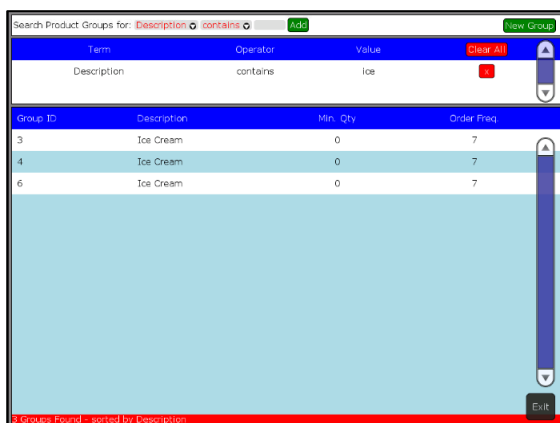 Search Product Groups for: Description contains Add New Group
Term Operator Value Clear All
Description contains ice x
Group ID Description Min. Qty Order Freq.
3 Ice Cream 0 7
4 Ice Cream 0 7
6 Ice Cream 0 7
Exit
3 Groups Found - sorted by Description